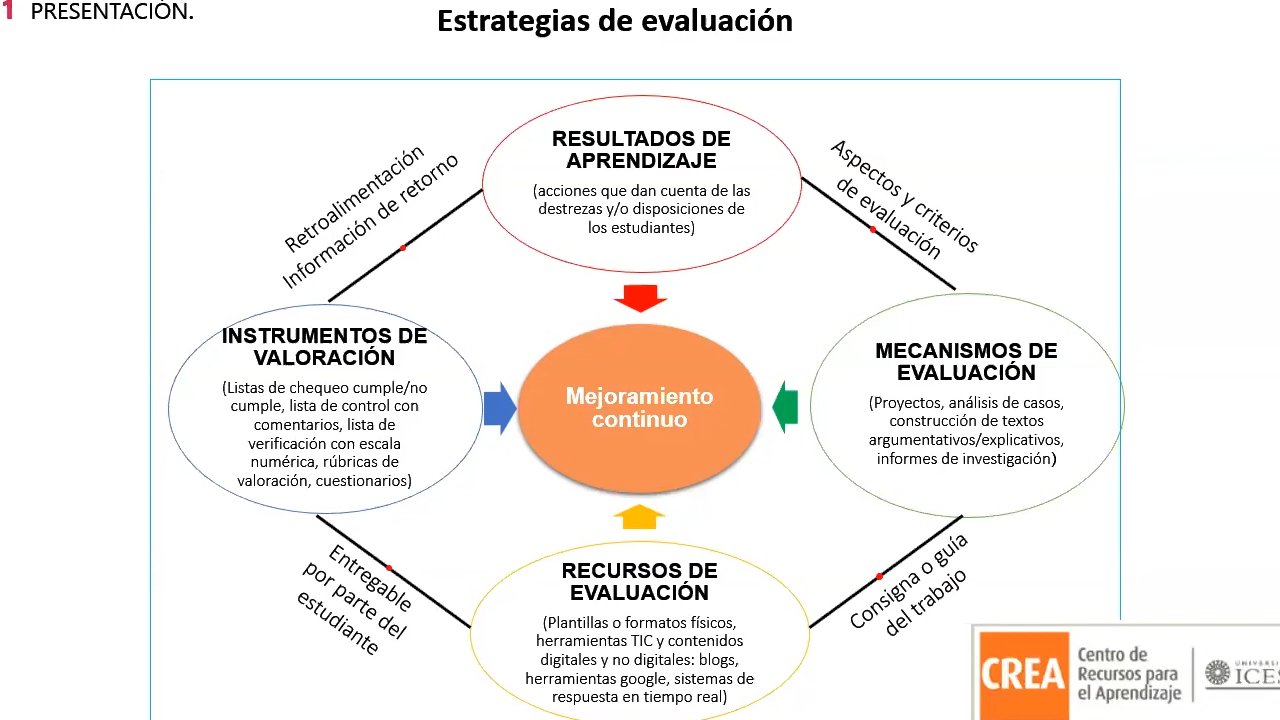 1 PRESENTACIÓN.
Estrategias de evaluación
RESULTADOS DE
APRENDIZAJE
(acciones que dan cuenta de las
destrezas y/o disposiciones de
los estudiantes)
Retroalimentación
Información de retorno
Aspectos y criterios
de evaluación
INSTRUMENTOS DE
VALORACIÓN
(Listas de chequeo cumple/no
cumple, lista de control con
comentarios, lista de
verificación con escala
numérica, rúbricas de
valoración, cuestionarios)
Mejoramiento
continuo
MECANISMOS DE
EVALUACIÓN
(Proyectos, análisis de casos,
construcción de textos
argumentativos/explicativos,
informes de investigación)
Entregable
por parte del
estudiante
RECURSOS DE
EVALUACIÓN
(Plantillas o formatos físicos,
herramientas TIC y contenidos
digitales y no digitales: blogs,
herramientas google, sistemas de
respuesta en tiempo real)
Consigna o guía
del trabajo
CREA
Centro de
Recursos para
el Aprendizaje